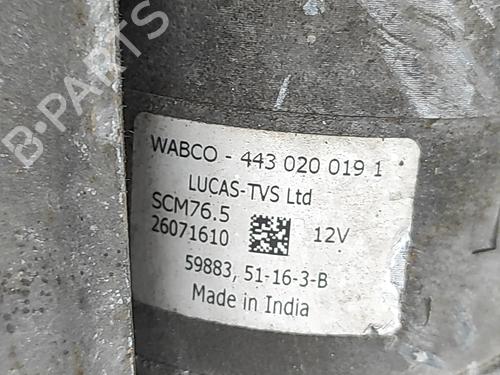 B-PARTS
WABCO - 443 020 019 1
LUCAS-TVS Ltd
SCM76.5
26071610 12V
59883, 51-16-3-B
Made in India